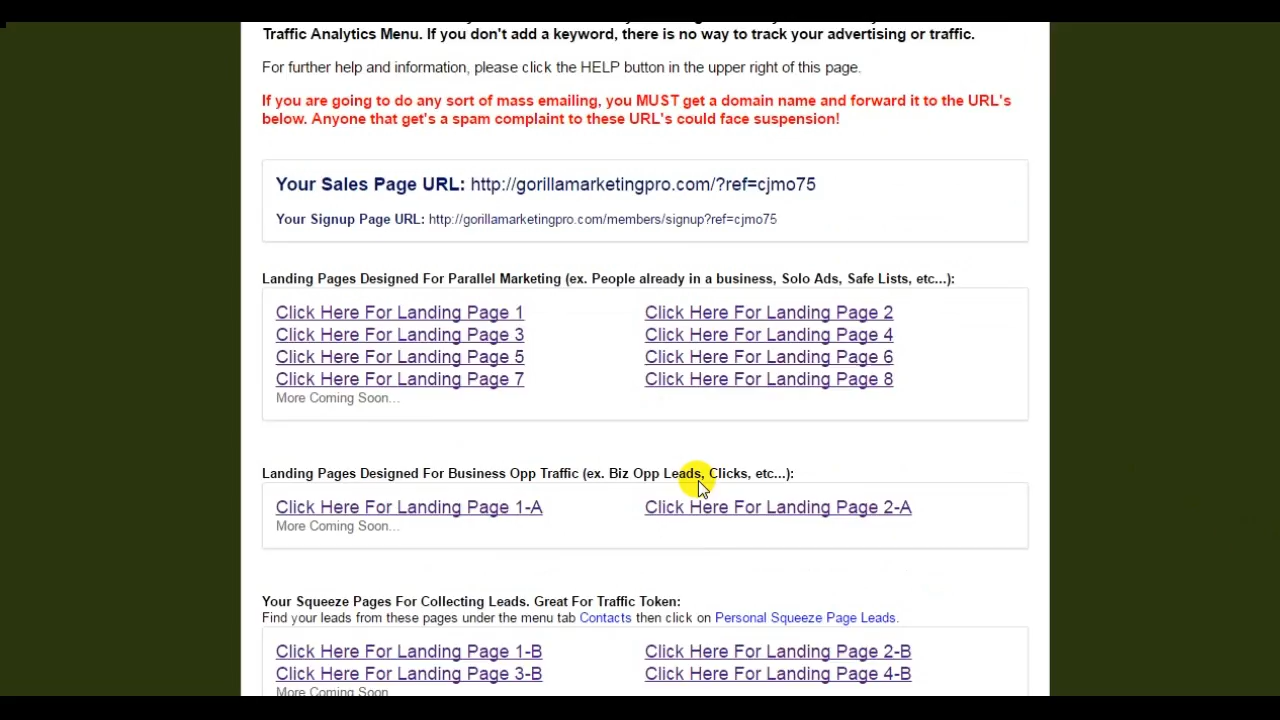 Traffic Analytics Menu. If you don't add a keyword, there is no way to track your advertising or traffic.
For further help and information, please click the HELP button in the upper right of this page.
If you are going to do any sort of mass emailing, you MUST get a domain name and forward it to the URL's
below. Anyone that get's a spam complaint to these URL's could face suspension!
Your Sales Page URL: http://gorillamarketingpro.com/?ref=cjmo75
Your Signup Page URL: http://gorillamarketingpro.com/members/signup?ref=cjmo75
Landing Pages Designed For Parallel Marketing (ex. People already in a business, Solo Ads, Safe Lists, etc...):
Click Here For Landing Page 1 Click Here For Landing Page 2
Click Here For Landing Page 3 Click Here For Landing Page 4
Click Here For Landing Page 5 Click Here For Landing Page 6
Click Here For Landing Page 7 Click Here For Landing Page 8
More Coming Soon...
Landing Pages Designed For Business Opp Traffic (ex. Biz Opp Leads, Clicks, etc...):
Click Here For Landing Page 1-A Click Here For Landing Page 2-A
More Coming Soon...
Your Squeeze Pages For Collecting Leads. Great For Traffic Token:
Find your leads from these pages under the menu tab Contacts then click on Personal Squeeze Page Leads.
Click Here For Landing Page 1-B Click Here For Landing Page 2-B
Click Here For Landing Page 3-B Click Here For Landing Page 4-B
More Coming Soon